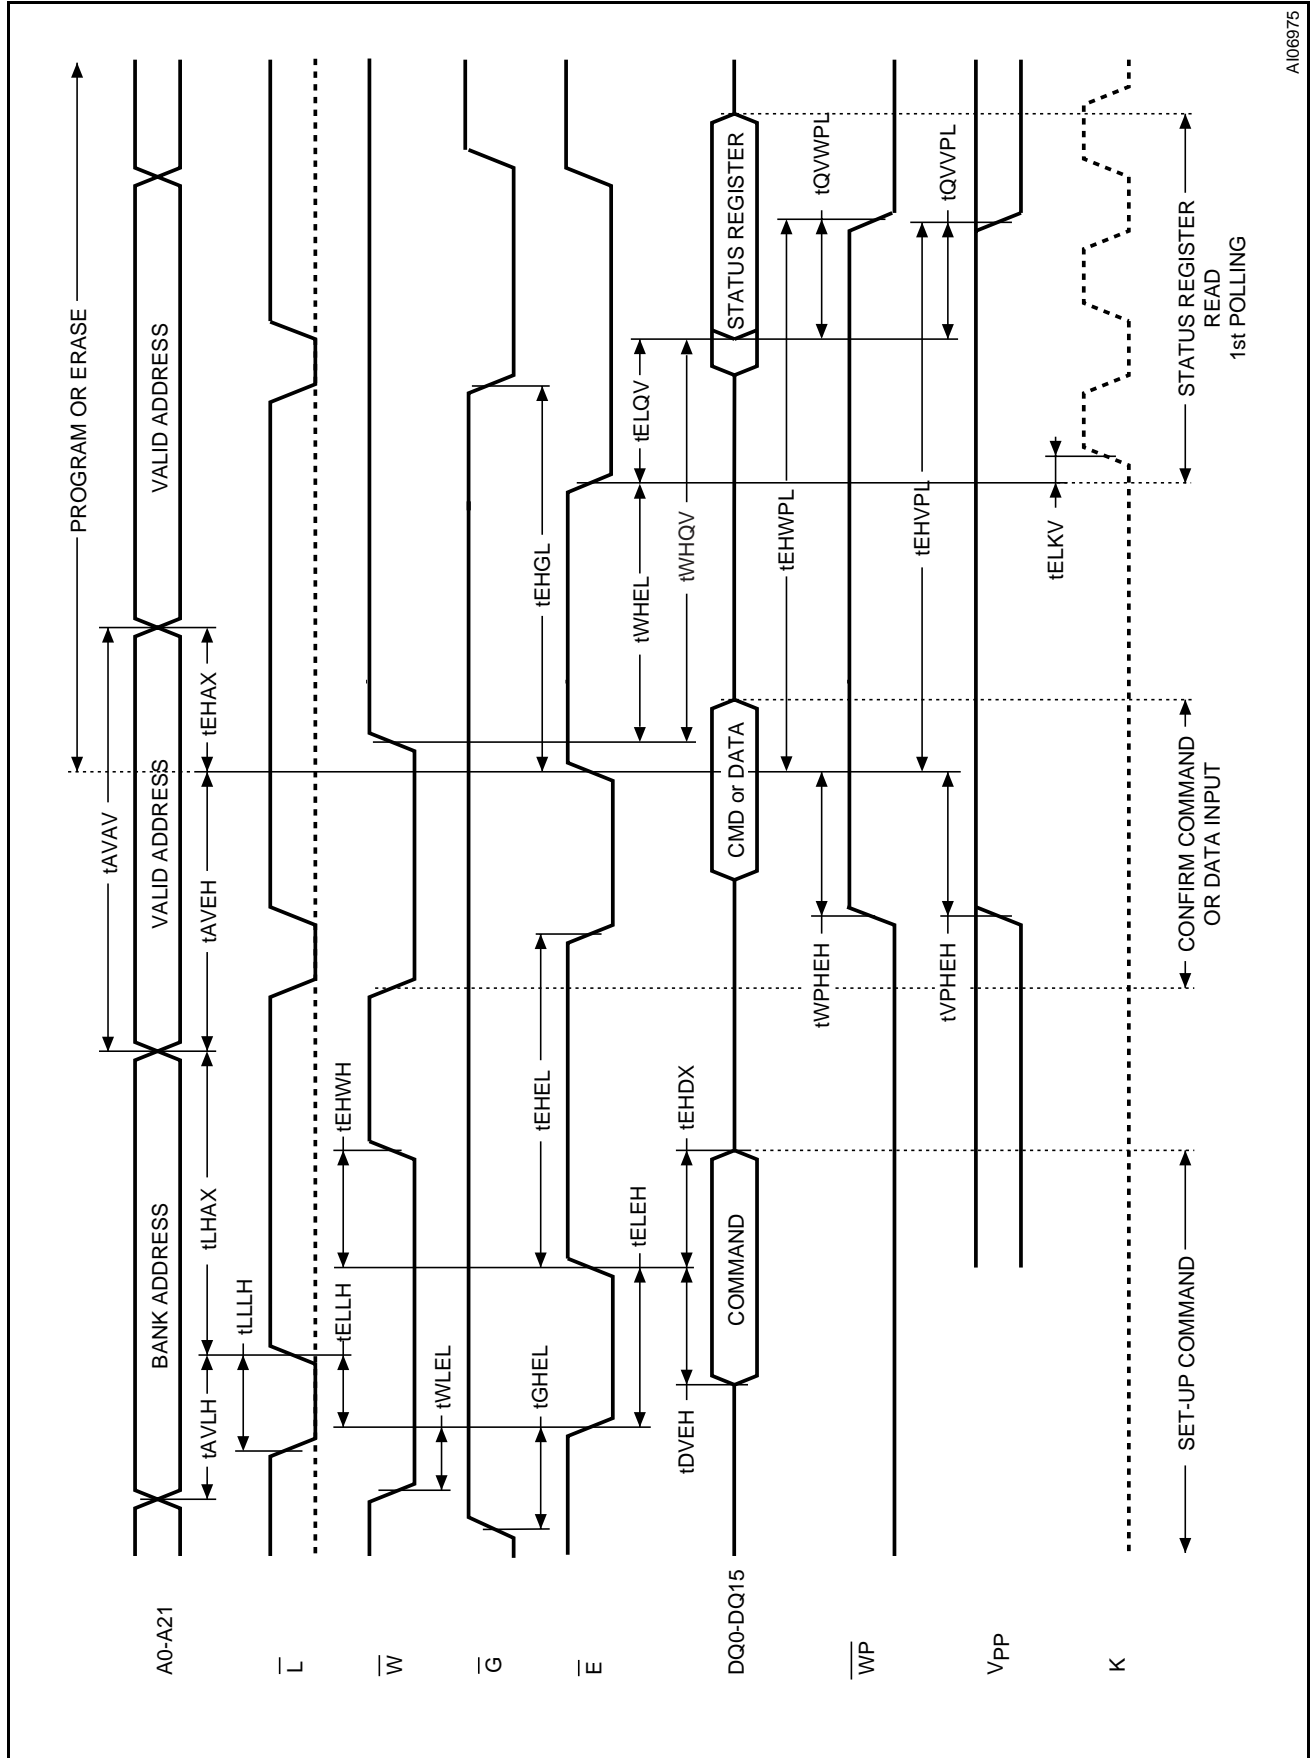 PROGRAM OR ERASE
tAVAV
A0-A21
BANK ADDRESS
VALID ADDRESS
VALID ADDRESS
tAVLH
tLHAX
tAVEH
tEHAX
tLLLH
L
tELLH
tEHWH
W
tWLEL
G
tGHEL
tEHEL
tEHGL
E
tELEH
tWHEL
tELQV
tDVEH
tEHDX
tWHQV
DQ0-DQ15
COMMAND
CMD or DATA
STATUS REGISTER
tWPHEH
tEHWPL
tQVWPL
WP
tVPHEH
tEHVPL
tQVVPL
VPP
tELKV
K
SET-UP COMMAND
CONFIRM COMMAND
OR DATA INPUT
STATUS REGISTER
READ
1st POLLING
AI06975